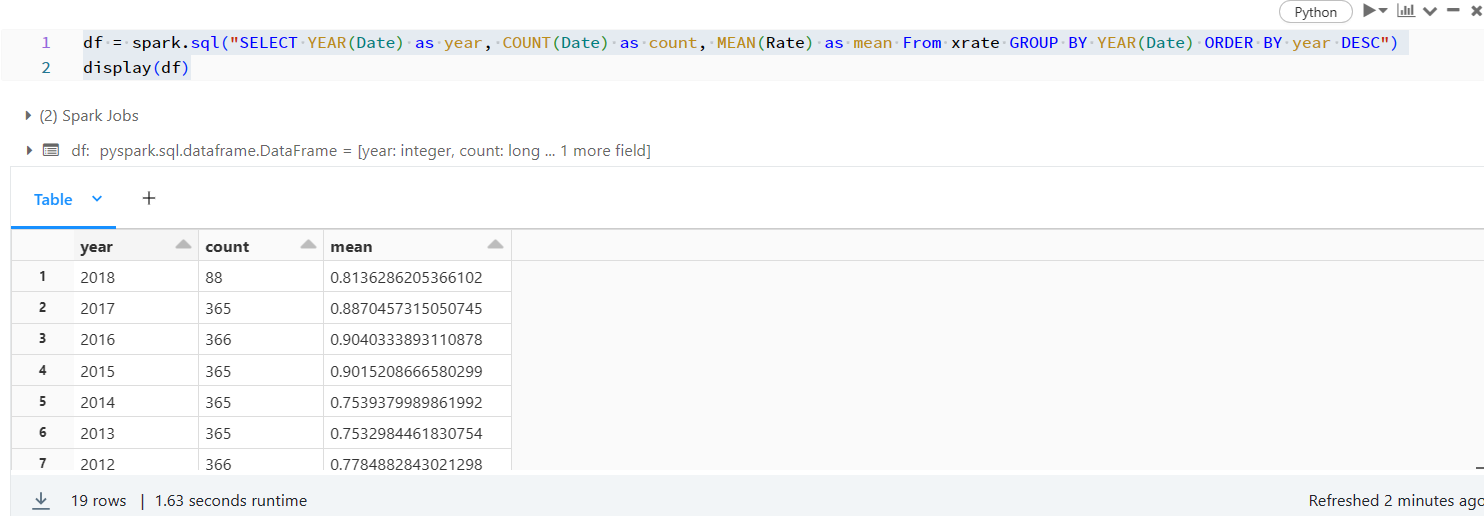 Python
1 df = spark.sql("SELECT YEAR(Date) as year, COUNT(Date) as count, MEAN(Rate) as mean From xrate GROUP BY YEAR(Date) ORDER BY year DESC")
2 display(df)
(2) Spark Jobs
df: pyspark.sql.dataframe.DataFrame = [year: integer, count: long ... 1 more field]
Table +
year count mean
1 2018 88 0.8136286205366102
2 2017 365 0.8870457315050745
3 2016 366 0.9040333893110878
4 2015 365 0.9015208666580299
5 2014 365 0.7539379989861992
6 2013 365 0.7532984461830754
7 2012 366 0.7784882843021298
19 rows | 1.63 seconds runtime
Refreshed 2 minutes ago